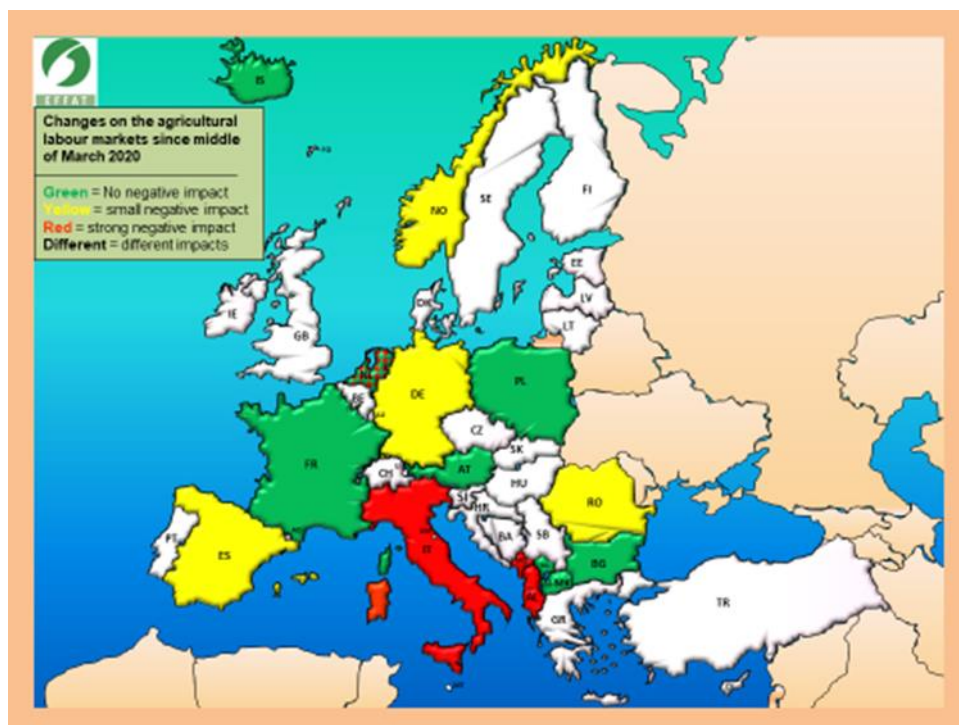 EFFAT
Changes on the agricultural
labour markets since middle
of March 2020
Green = No negative impact
Yellow = small negative impact
Red = strong negative impact
Different = different impacts
IS
NO
SE
FI
EE
LV
LT
DK
IE
GB
NL
BE
DE
PL
CZ
SK
FR
CH
AT
HU
RO
SI
HR
BA
SB
BG
IT
PT
ES
AL
MK
GR
TR